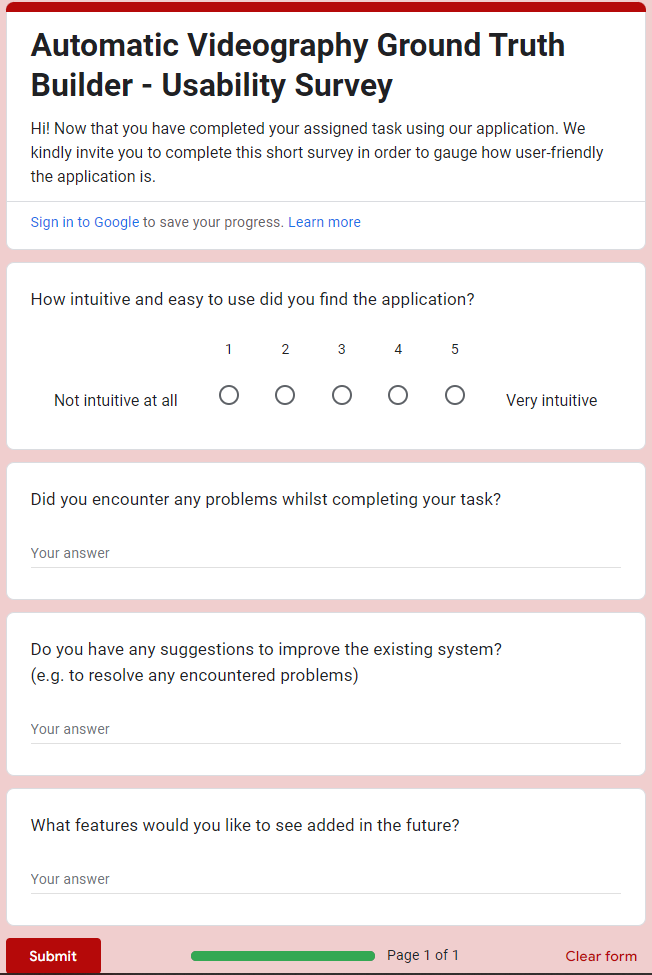 Automatic Videography Ground Truth
Builder - Usability Survey
Hi! Now that you have completed your assigned task using our application. We
kindly invite you to complete this short survey in order to gauge how user-friendly
the application is.
Sign in to Google to save your progress. Learn more
How intuitive and easy to use did you find the application?
1 2 3 4 5
Not intuitive at all Very intuitive
Did you encounter any problems whilst completing your task?
Your answer
Do you have any suggestions to improve the existing system?
(e.g. to resolve any encountered problems)
Your answer
What features would you like to see added in the future?
Your answer
Submit Page 1 of 1 Clear form